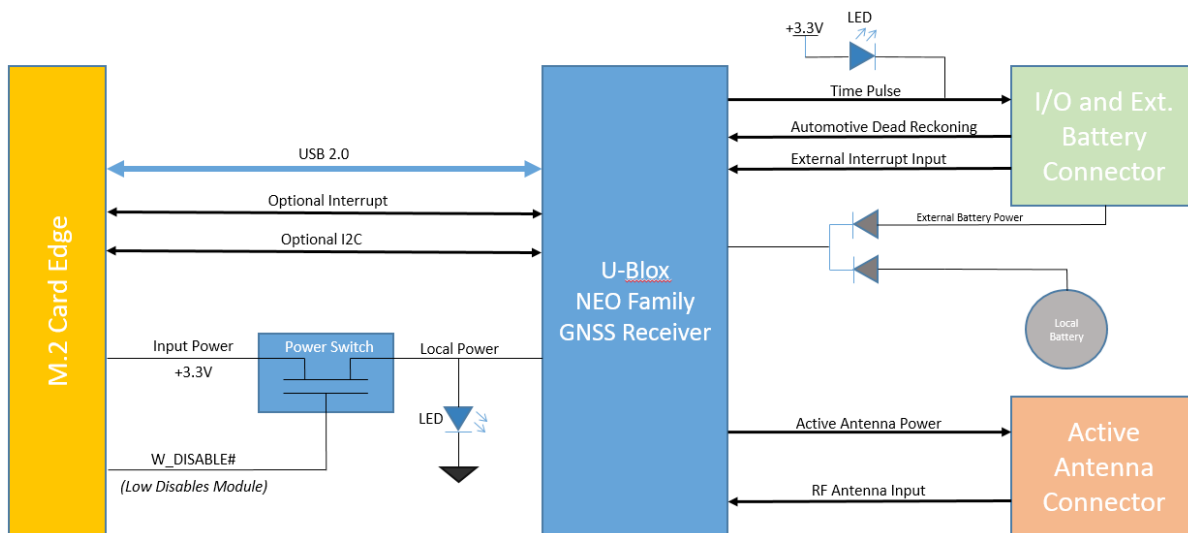 LED
+3.3V
I/O and Ext.
Battery
Connector
Time Pulse
Automotive Dead Reckoning
External Interrupt Input
USB 2.0
Optional Interrupt
Optional I2C
M.2 Card Edge
U-Blox
NEO Family
GNSS Receiver
External Battery Power
Local
Battery
Input Power
+3.3V
Power Switch
Local Power
LED
W_DISABLE#
(Low Disables Module)
Active Antenna Power
RF Antenna Input
Active
Antenna
Connector